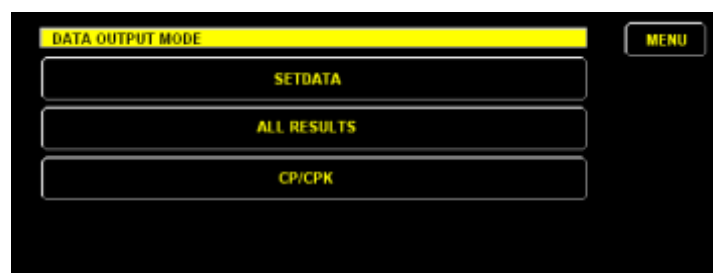 DATA OUTPUT MODE
MENU
SETDATA
ALL RESULTS
CP/CPK